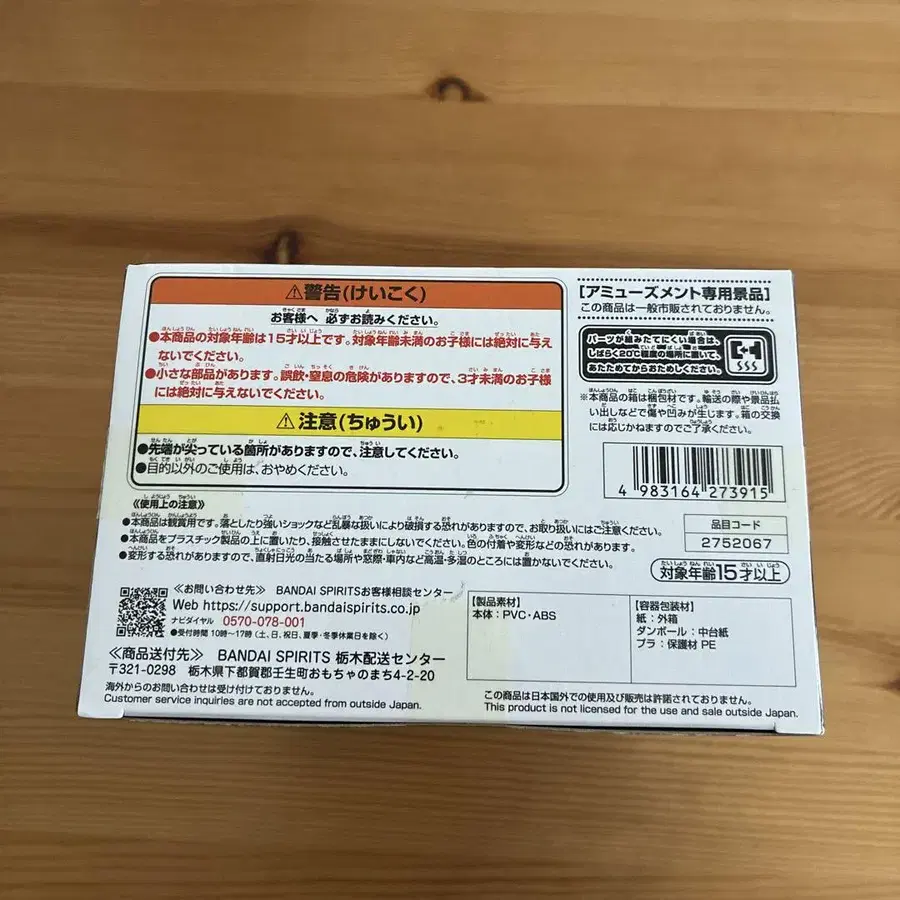 ⚠警告(けいこく)
お客様へ 必ずお読みください。
●本商品の対象年齢は15才以上です。対象年齢未満のお子様には絶対に与え
ないでください。
●小さな部品があります。誤飲・窒息の危険がありますので、3才未満のお子様
には絶対に与えないでください。
⚠注意(ちゅうい)
●先端が尖っている箇所がありますので、注意してください。
●目的以外のご使用は、おやめください。
[アミューズメント専用景品]
この商品は一般市販されておりません。
パーツが組みたてにくい場合は、
しばらく20℃程度の場所に置いて、
あたためてからおためしください。
※本商品の箱は梱包材です。輸送の際や景品払
い出しなどで傷や凹みが生じます。箱の交換
には応じかねますのでご了承ください。
4 983164 273915
品目コード
2752067
対象年齢15才以上
《使用上の注意》
●本商品は観賞用です。落としたり強いショックなど乱暴な扱いにより破損する恐れがありますので、お取り扱いにはご注意ください。
●本商品をプラスチック製品の上に置いたり、接触させたままにしないでください。色の付着や変形などの恐れがあります。
●変形する恐れがありますので、直射日光の当たる場所や窓際・車内など高温・多湿のところには置かないでください。
≪お問い合わせ先≫ BANDAI SPIRITSお客様相談センター
Web https://support.bandaispirits.co.jp
ナビダイヤル 0570-078-001
●受付時間 10時〜17時 (土、日、祝日、夏季・冬季休業日を除く)
≪商品送付先≫ BANDAI SPIRITS 栃木配送センター
〒321-0298 栃木県下都賀郡壬生町おもちゃのまち4-2-20
海外からのお問い合わせは受け付けておりません。
Customer service inquiries are not accepted from outside Japan.
【製品素材】
本体：PVC・ABS
【容器包装材】
紙：外箱
ダンボール：中台紙
プラ：保護材 PE
この商品は日本国外での使用及び販売は許諾されておりません。
This product is not licensed for the use and sale outside Japan.